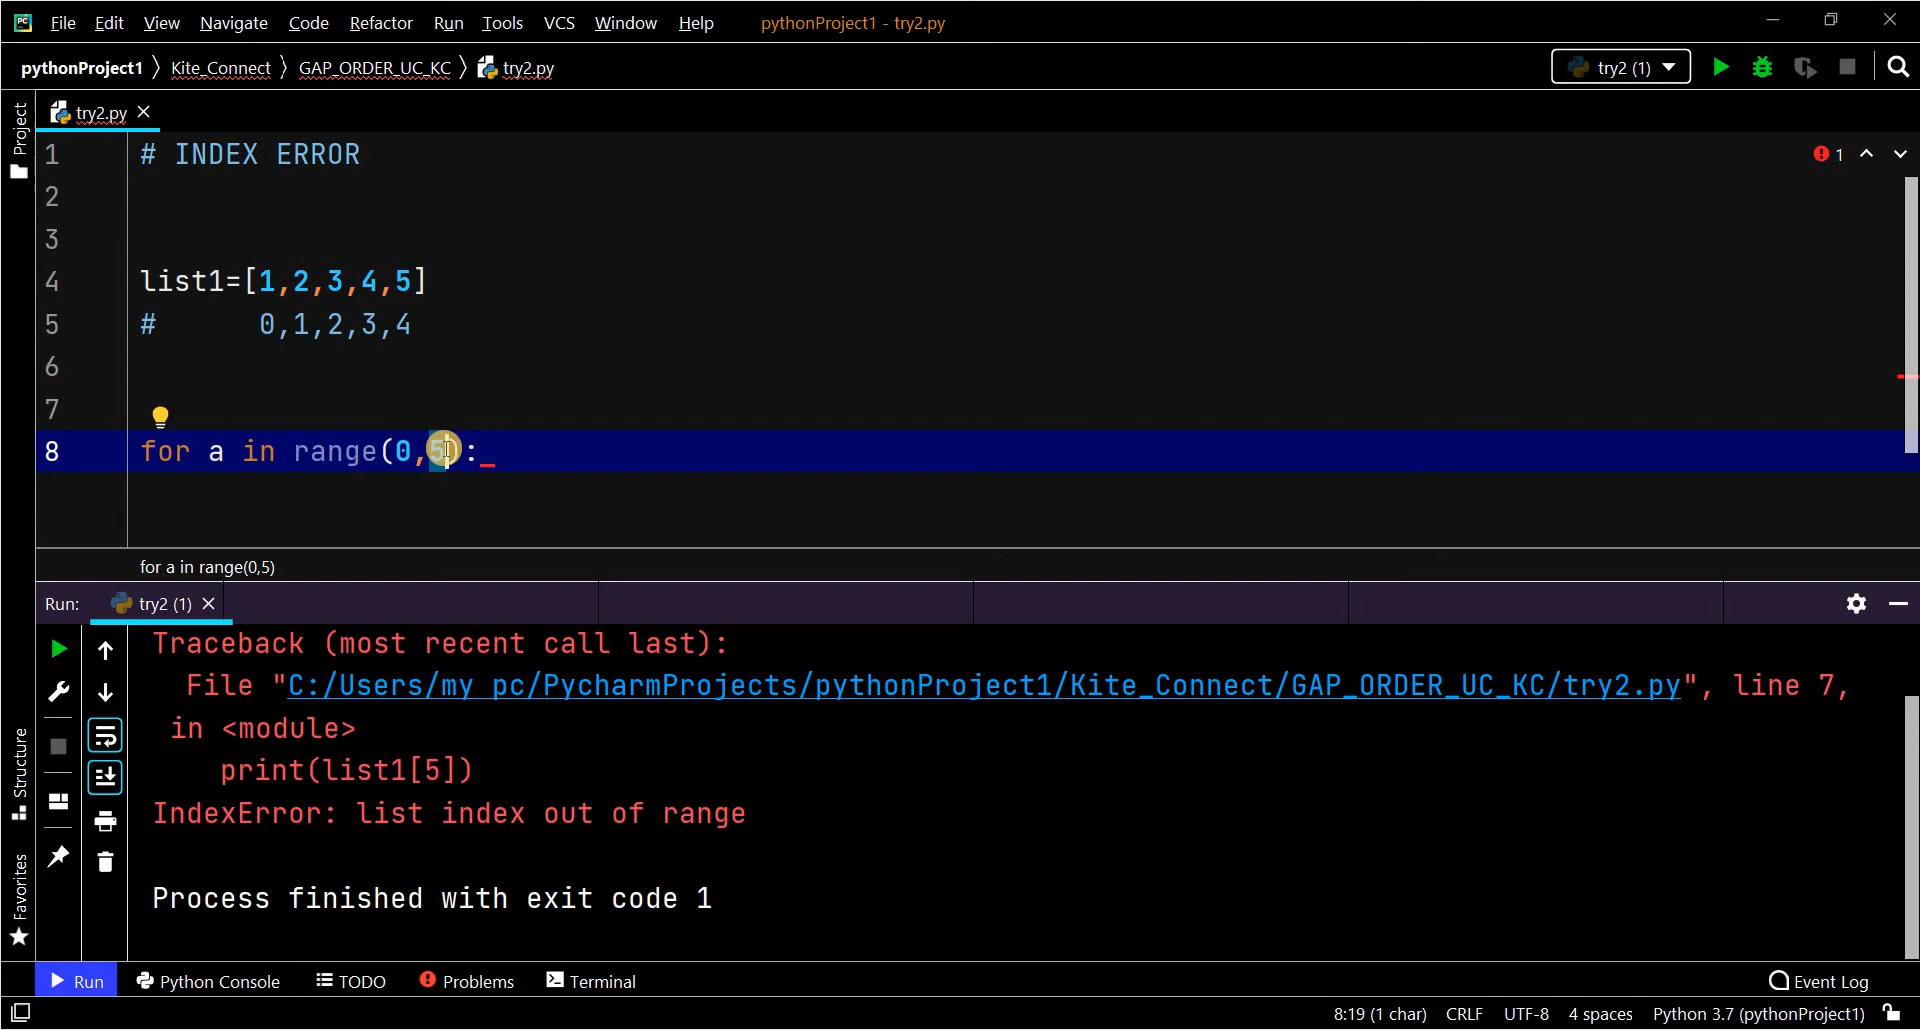 File Edit View Navigate Code Refactor Run Tools VCS Window Help pythonProject1 - try2.py
pythonProject1 Kite_Connect GAP_ORDER_UC_KC try2.py try2 (1)
Project
try2.py
1 # INDEX ERROR
1
2
3
4 list1=[1,2,3,4,5]
5 # 0,1,2,3,4
6
7
8 for a in range(0,5):
for a in range(0,5)
Run: try2 (1)
Traceback (most recent call last):
File "C:/Users/my pc/PycharmProjects/pythonProject1/Kite_Connect/GAP_ORDER_UC_KC/try2.py", line 7,
in <module>
print(list1[5])
IndexError: list index out of range
Process finished with exit code 1
Structure
Favorites
Run Python Console TODO Problems Terminal Event Log
8:19 (1 char) CRLF UTF-8 4 spaces Python 3.7 (pythonProject1)